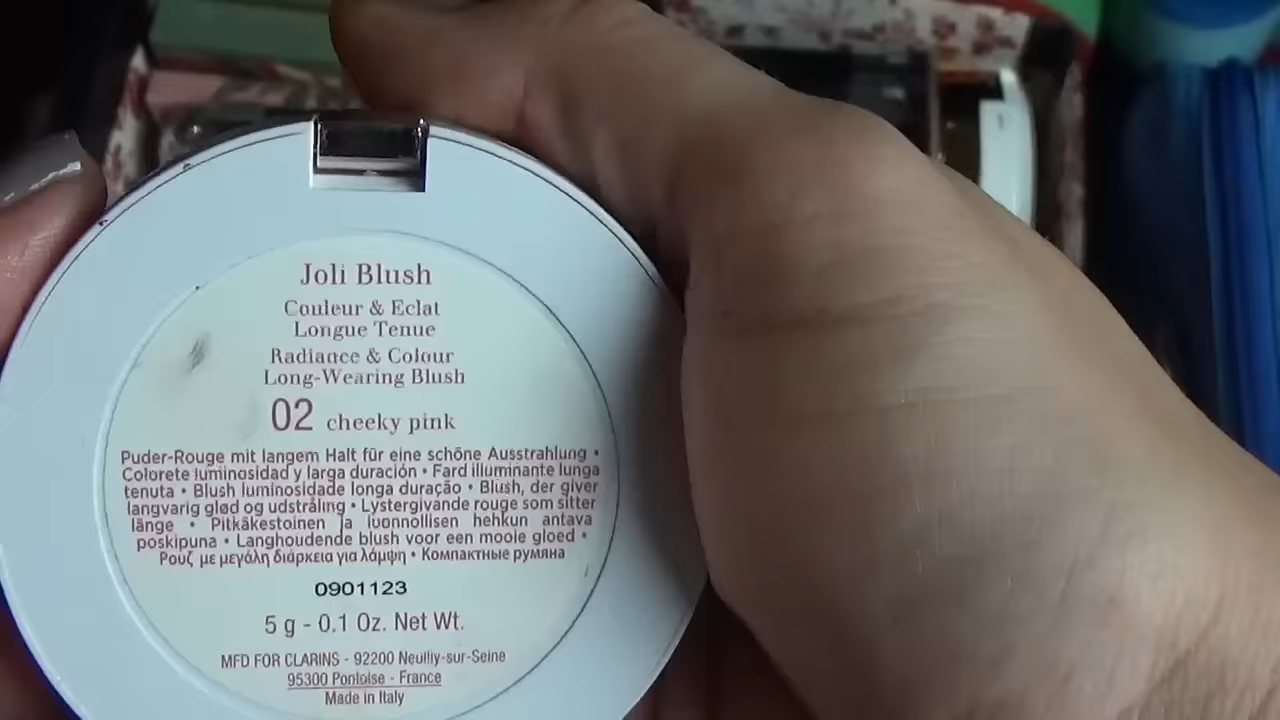 Joli Blush
Couleur & Eclat
Longue Tenue
Radiance & Colour
Long-Wearing Blush
02 cheeky pink
Puder-Rouge mit langem Halt für eine schöne Ausstrahlung •
Colorete luminosidad y larga duración • Fard illuminante lunga
tenuta • Blush luminosidade longa duração • Blush, der giver
langvarig glød og udstråling • Lystergivande rouge som sitter
länge • Pitkäkestoinen ja luonnollisen hehkun antava
poskipuna • Langhoudende blush voor een mooie gloed •
Ρουζ με μεγάλη διάρκεια για λάμψη • Компактные румяна
0901123
5 g - 0.1 Oz. Net Wt.
MFD FOR CLARINS - 92200 Neuilly-sur-Seine
95300 Pontoise - France
Made in Italy